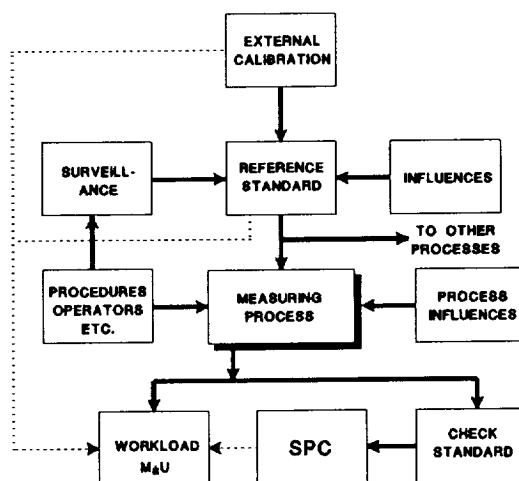 EXTERNAL
CALIBRATION
SURVEILL-
ANCE
REFERENCE
STANDARD
INFLUENCES
TO OTHER
PROCESSES
PROCEDURES
OPERATORS
ETC.
MEASURING
PROCESS
PROCESS
INFLUENCES
WORKLOAD
M&U
SPC
CHECK
STANDARD